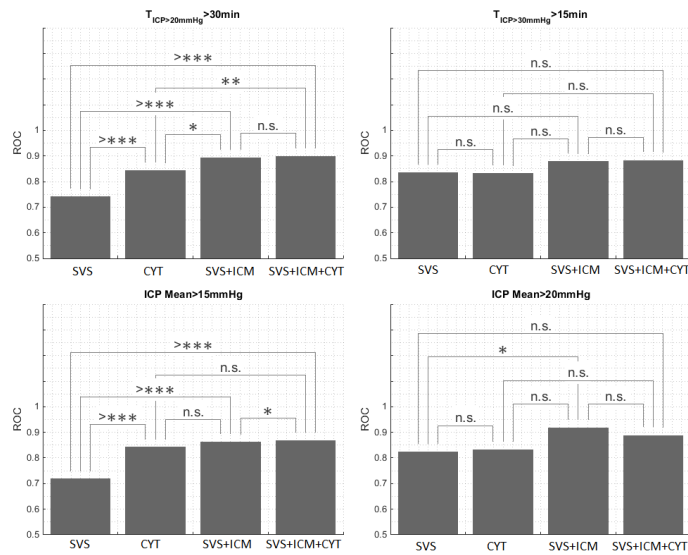 T_ICP>20mmHg>30min
>∗∗∗
∗∗
>∗∗∗
n.s.
>∗∗∗
∗
ROC
1
0.9
0.8
0.7
0.6
0.5
SVS CYT SVS+ICM SVS+ICM+CYT
T_ICP>30mmHg>15min
n.s.
n.s.
n.s.
n.s.
n.s.
n.s.
ROC
1
0.9
0.8
0.7
0.6
0.5
SVS CYT SVS+ICM SVS+ICM+CYT
ICP Mean>15mmHg
>∗∗∗
n.s.
>∗∗∗
>∗∗∗
n.s.
∗
ROC
1
0.9
0.8
0.7
0.6
0.5
SVS CYT SVS+ICM SVS+ICM+CYT
ICP Mean>20mmHg
n.s.
∗
n.s.
n.s.
n.s.
n.s.
ROC
1
0.9
0.8
0.7
0.6
0.5
SVS CYT SVS+ICM SVS+ICM+CYT